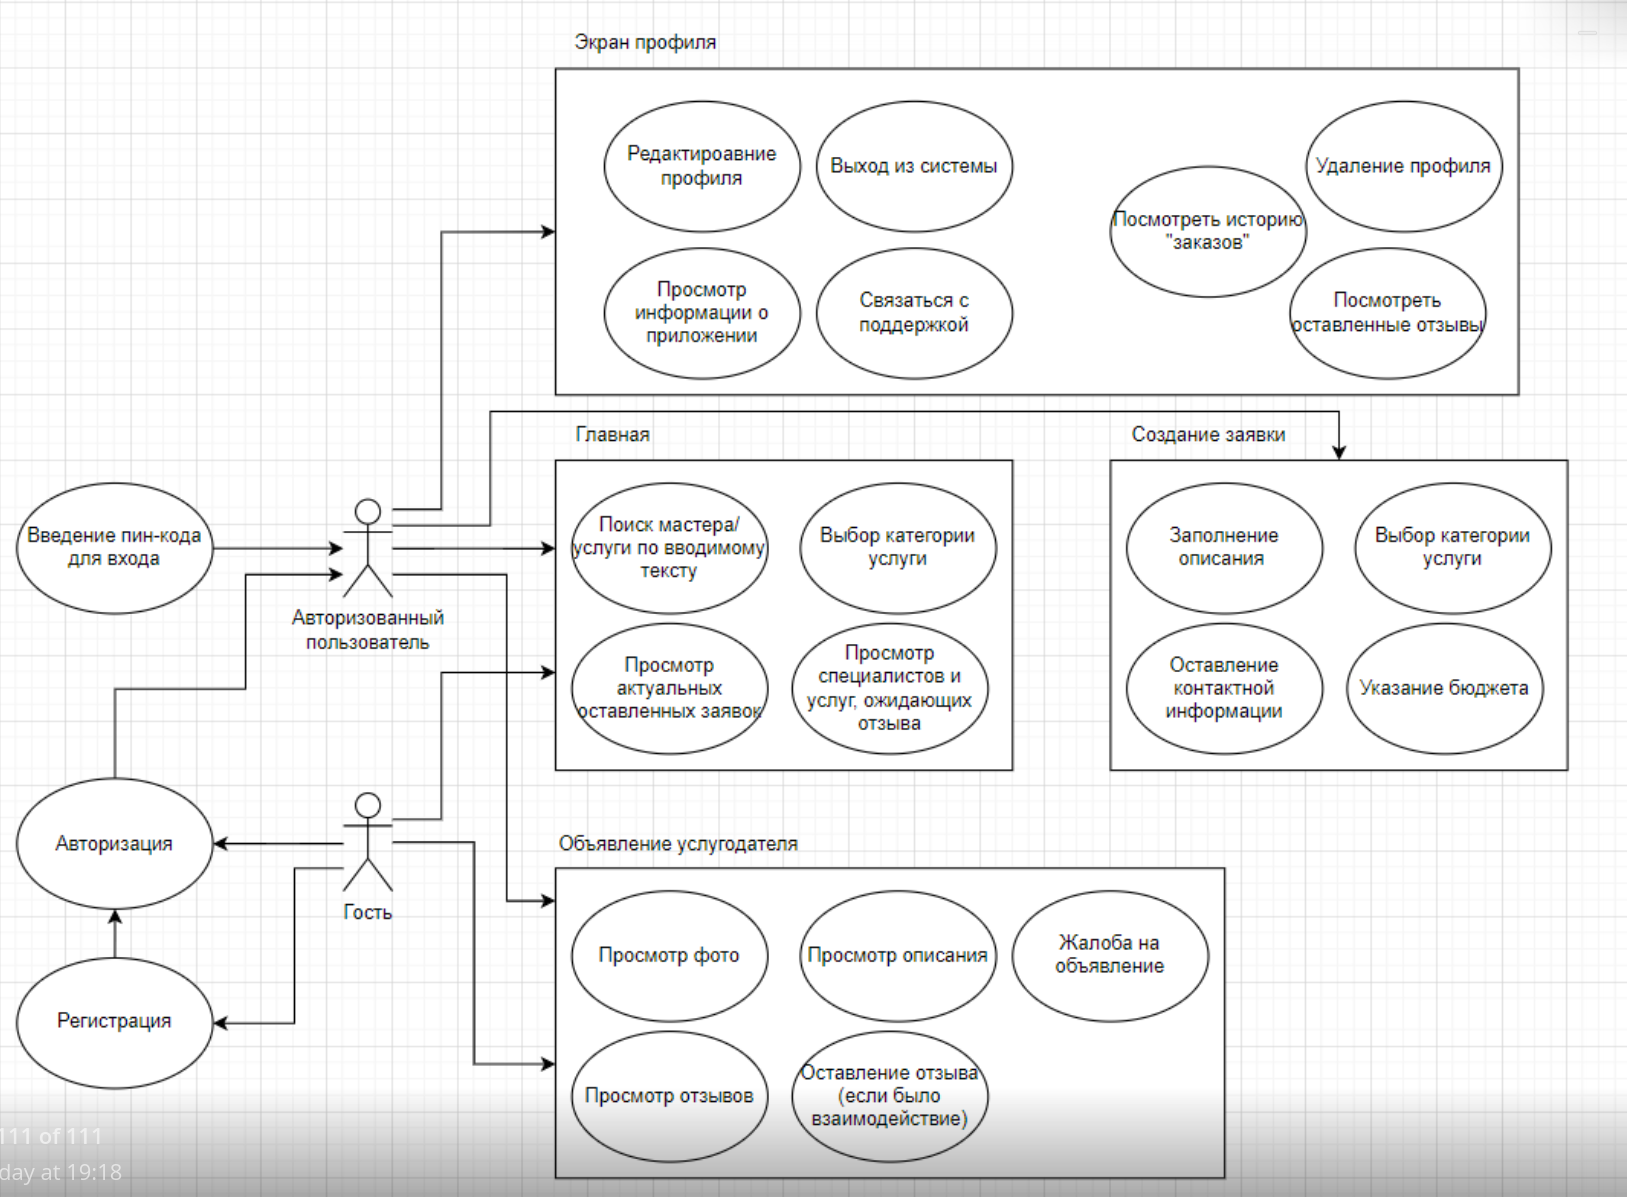 Экран профиля
Редактироавние
профиля
Выход из системы
Удаление профиля
Посмотреть историю
"заказов"
Просмотр
информации о
приложении
Связаться с
поддержкой
Посмотреть
оставленные отзывы
Главная
Создание заявки
Введение пин-кода
для входа
Авторизованный
пользователь
Поиск мастера/
услуги по вводимому
тексту
Выбор категории
услуги
Заполнение
описания
Выбор категории
услуги
Просмотр
актуальных
оставленных заявок
Просмотр
специалистов и
услуг, ожидающих
отзыва
Оставление
контактной
информации
Указание бюджета
Авторизация
Гость
Регистрация
Объявление услугодателя
Просмотр фото
Просмотр описания
Жалоба на
объявление
Просмотр отзывов
Оставление отзыва
(если было
взаимодействие)
111 of 111
day at 19:18